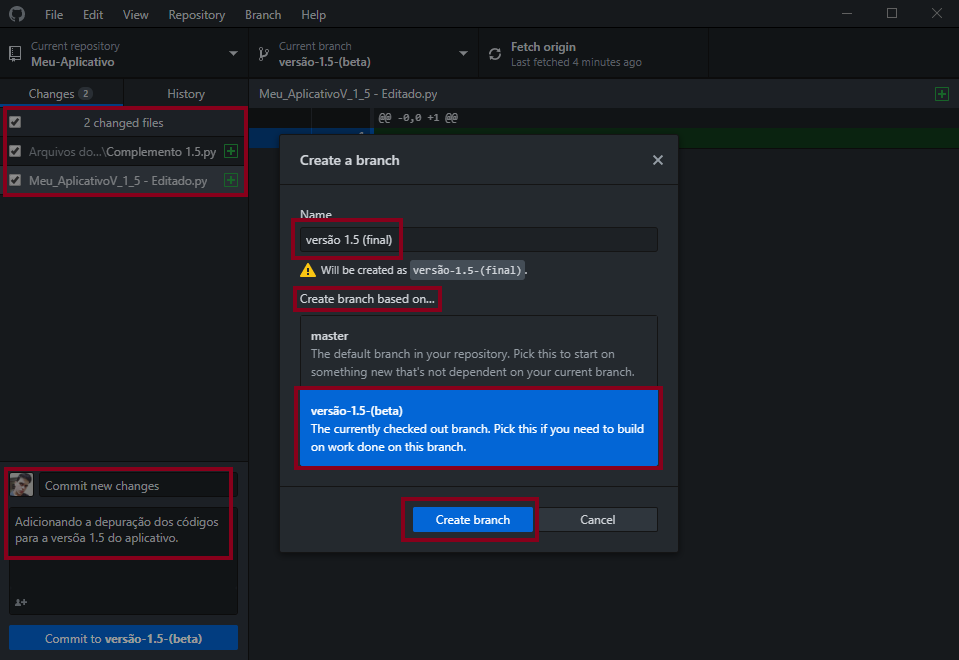 File Edit View Repository Branch Help
Current repository
Meu-Aplicativo
Current branch
versão-1.5-(beta)
Fetch origin
Last fetched 4 minutes ago
Changes 2
History
Meu_AplicativoV_1_5 - Editado.py
2 changed files
Arquivos do...\Complemento 1.5.py
Meu_AplicativoV_1_5 - Editado.py
@@ -0,0 +1 @@
Create a branch
Name
versão 1.5 (final)
Will be created as versão-1.5-(final).
Create branch based on...
master
The default branch in your repository. Pick this to start on
something new that's not dependent on your current branch.
versão-1.5-(beta)
The currently checked out branch. Pick this if you need to build
on work done on this branch.
Create branch
Cancel
Commit new changes
Adicionando a depuração dos códigos
para a versõa 1.5 do aplicativo.
Commit to versão-1.5-(beta)